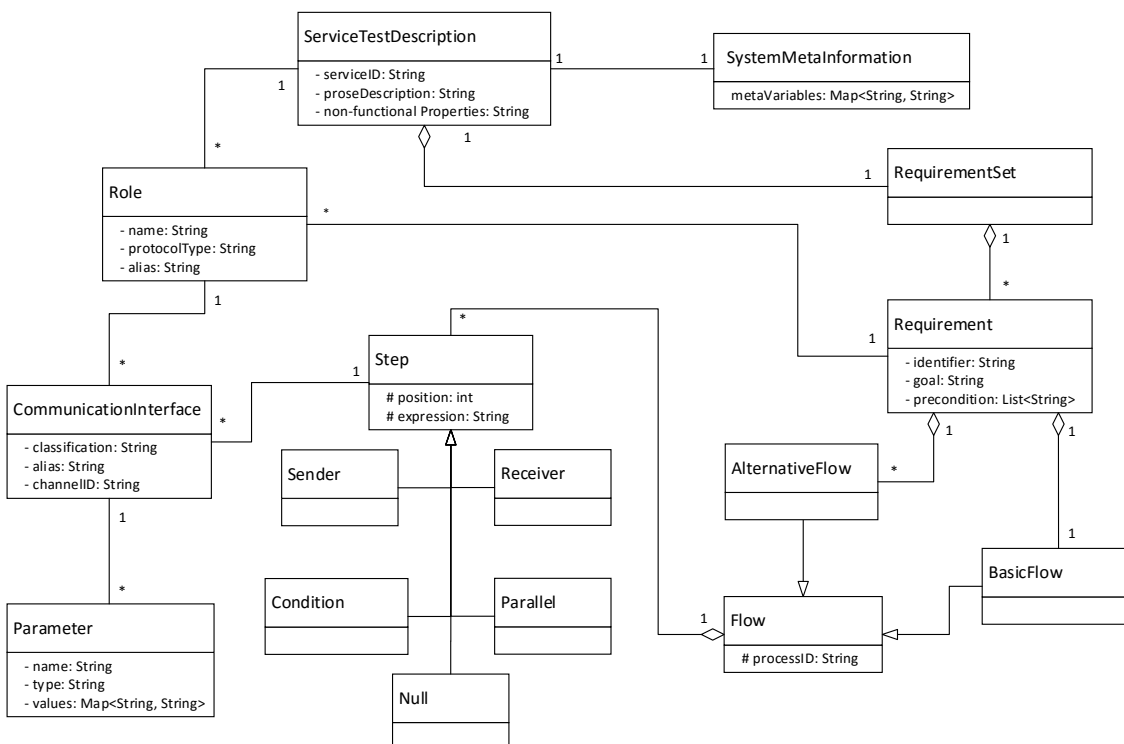 ServiceTestDescription
- serviceID: String
- proseDescription: String
- non-functional Properties: String
1
1
SystemMetaInformation
metaVariables: Map<String, String>
1
*
1
1
RequirementSet
Role
- name: String
- protocolType: String
- alias: String
*
1
1
*
*
1
Requirement
- identifier: String
- goal: String
- precondition: List<String>
1
*
Step
# position: int
# expression: String
1
*
CommunicationInterface
- classification: String
- alias: String
- channelID: String
1
1
*
AlternativeFlow
Sender
Receiver
1
*
1
BasicFlow
Condition
Parallel
Parameter
- name: String
- type: String
- values: Map<String, String>
1
Flow
# processID: String
Null